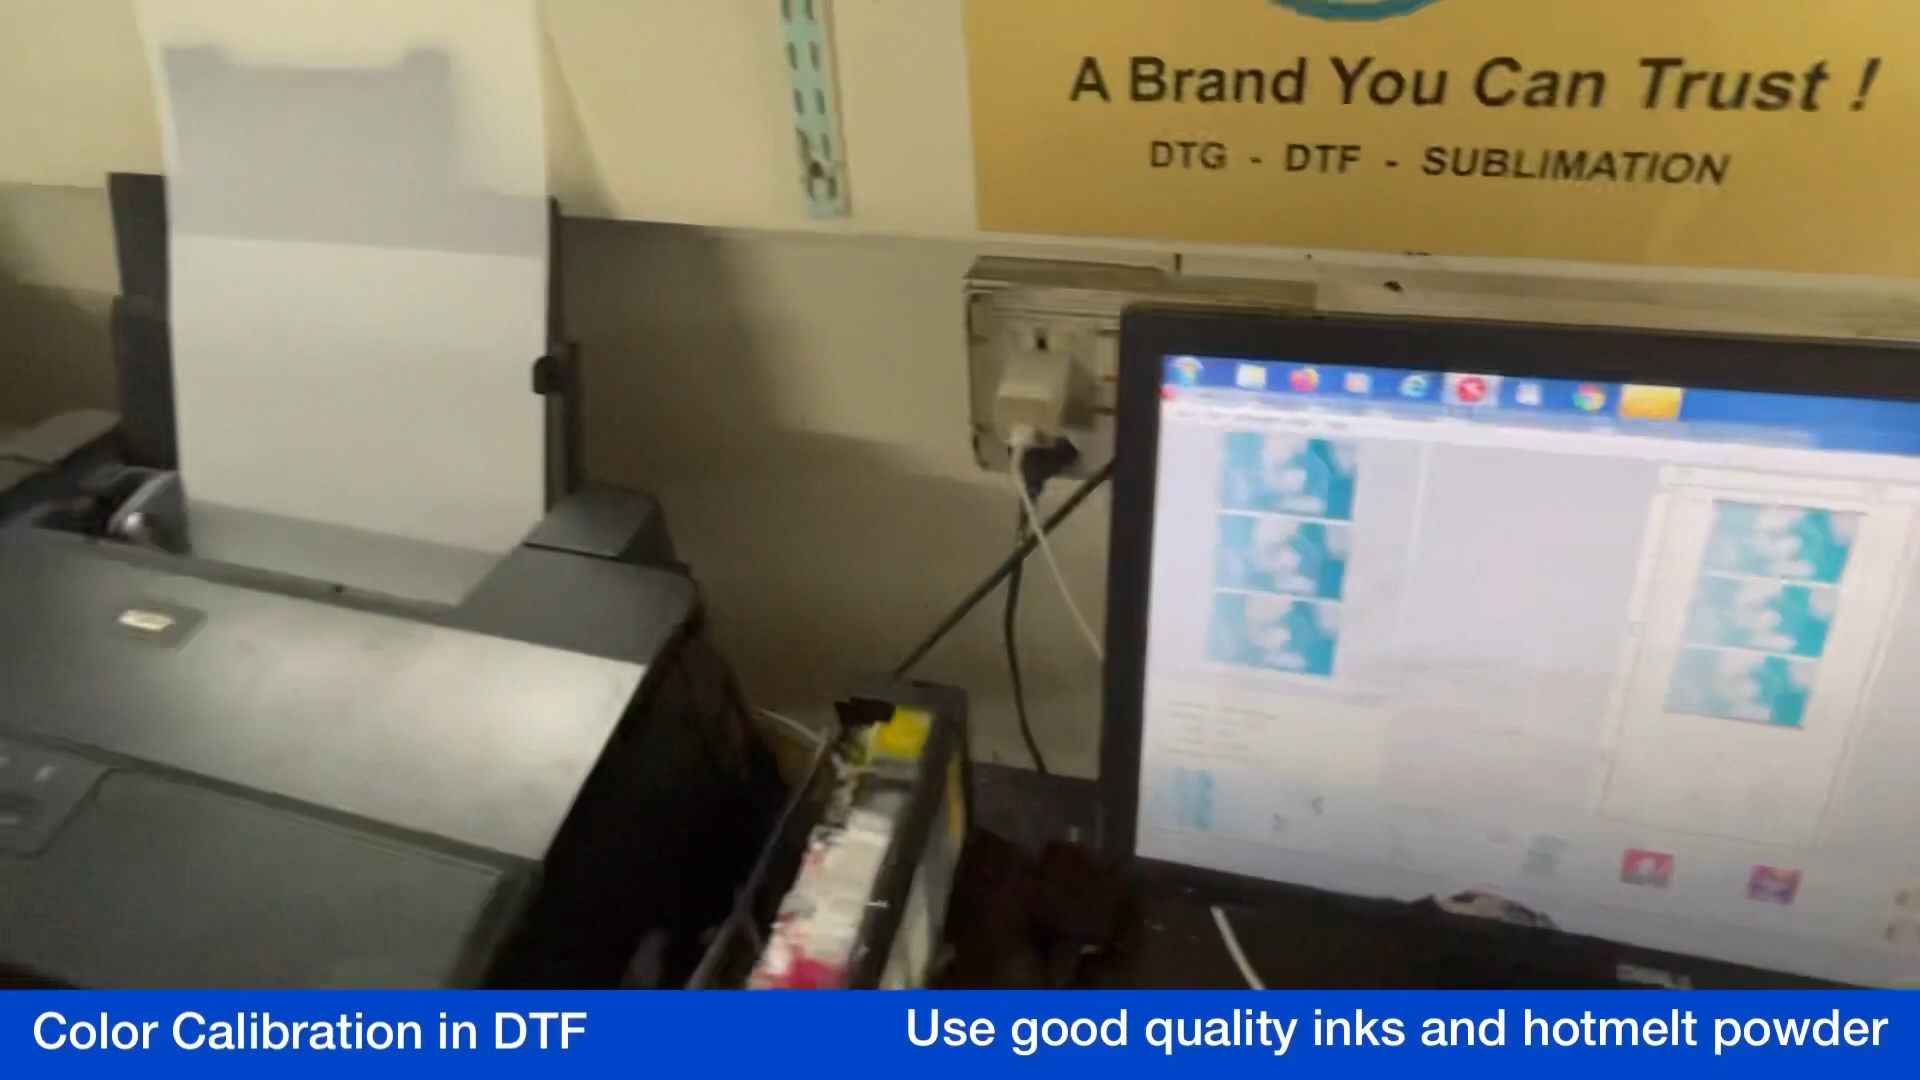 A Brand You Can Trust !
DTG - DTF - SUBLIMATION
Color Calibration in DTF
Use good quality inks and hotmelt powder